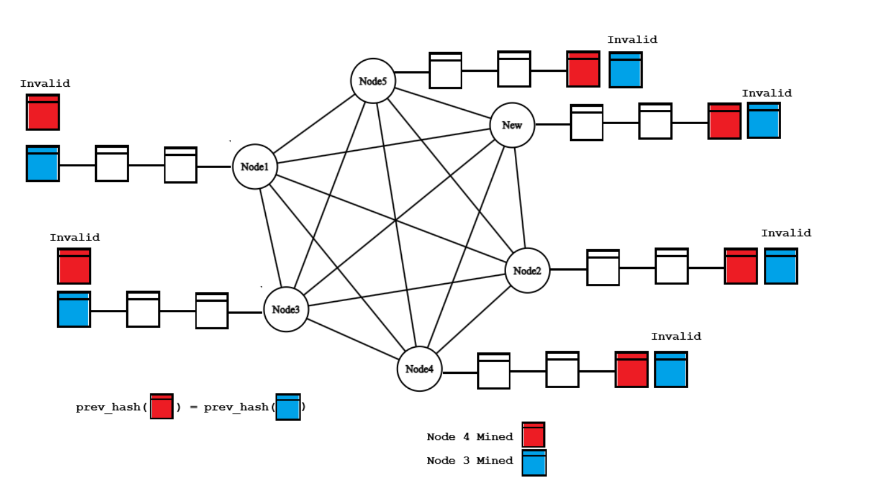 Invalid
Node5
Invalid
Invalid
New
Node1
Invalid
Invalid
Node2
Node3
Invalid
Node4
prev_hash( ) = prev_hash( )
Node 4 Mined
Node 3 Mined